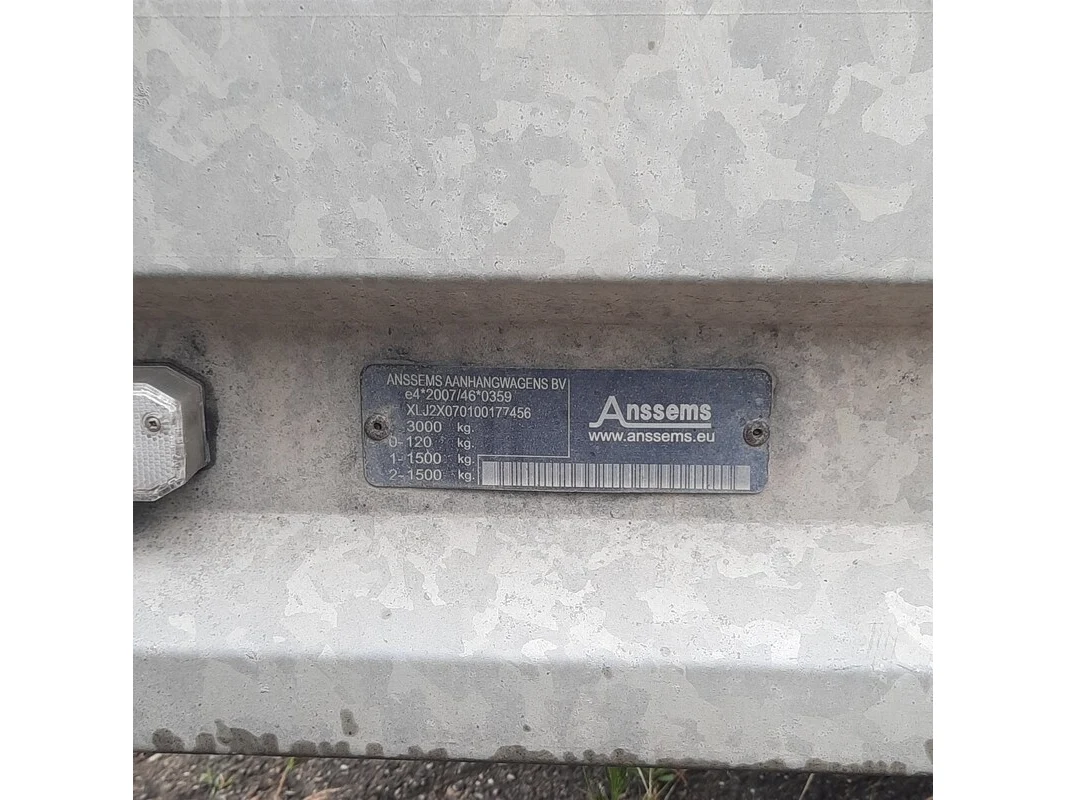 ANSSEMS AANHANGWAGENS BV
e4*2007/46*0359
XLJ2X070100177456
3000 kg.
0-120 kg.
1-1500 kg.
2-1500 kg.
Anssems
www.anssems.eu